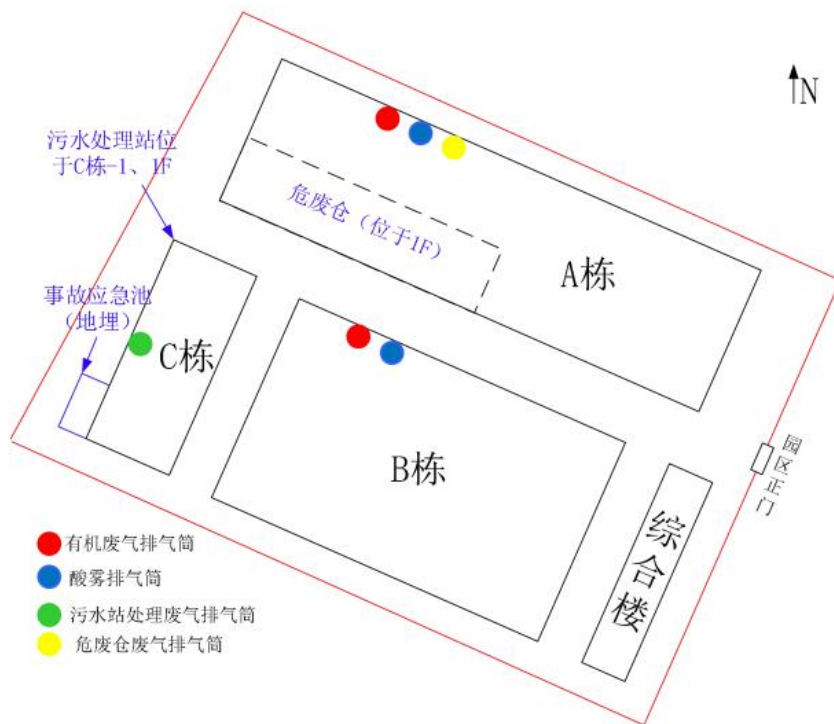 N
污水处理站位
于C栋-1、1F
危废仓（位于1F）
A栋
事故应急池
（地埋）
C栋
B栋
园区正门
综合楼
有机废气排气筒
酸雾排气筒
污水站处理废气排气筒
危废仓废气排气筒